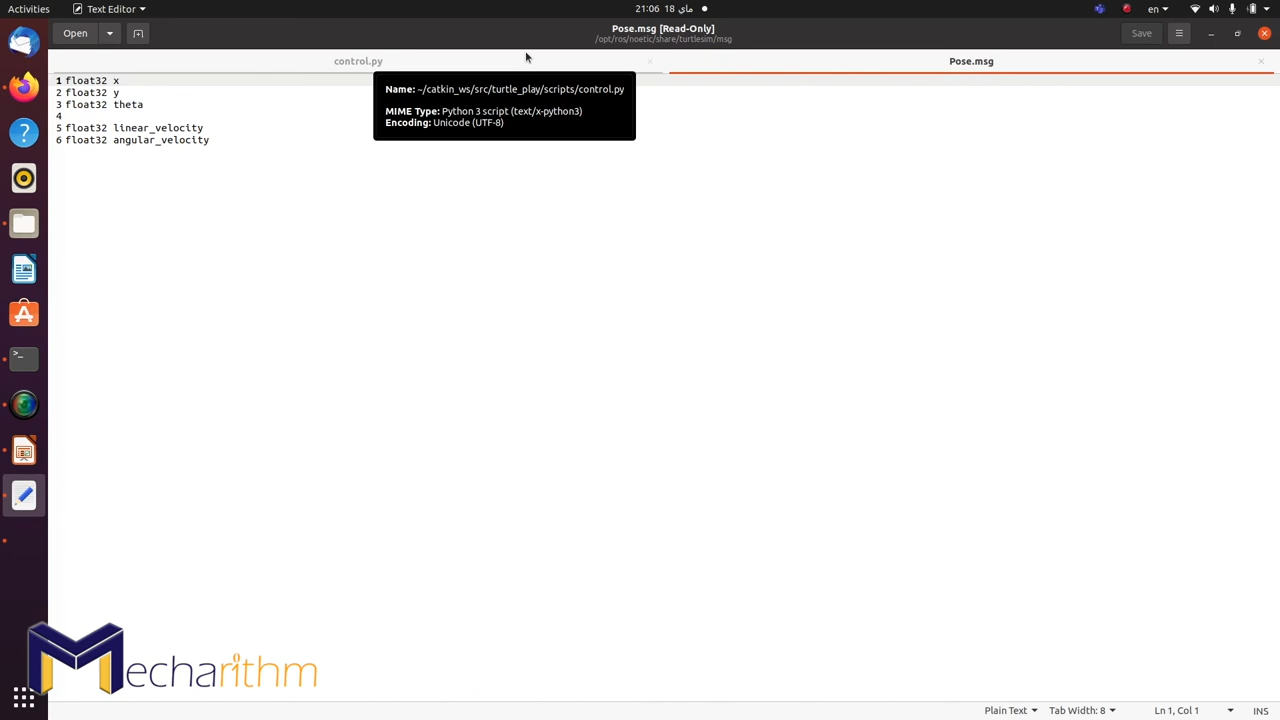 Activities
Text Editor
21:06 18 ماي
en
Open
Pose.msg [Read-Only]
/opt/ros/noetic/share/turtlesim/msg
Save
control.py
Pose.msg
1 float32 x
2 float32 y
3 float32 theta
4
5 float32 linear_velocity
6 float32 angular_velocity
Name: ~/catkin_ws/src/turtle_play/scripts/control.py
MIME Type: Python 3 script (text/x-python3)
Encoding: Unicode (UTF-8)
Mecharithm
Plain Text
Tab Width: 8
Ln 1, Col 1
INS